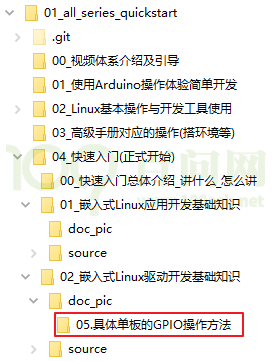 01_all_series_quickstart
.git
00_视频体系介绍及引导
01_使用Arduino操作体验简单开发
02_Linux基本操作与开发工具使用
03_高级手册对应的操作(搭环境等)
04_快速入门(正式开始)
00_快速入门总体介绍_讲什么_怎么讲
01_嵌入式Linux应用开发基础知识
doc_pic
source
02_嵌入式Linux驱动开发基础知识
doc_pic
05.具体单板的GPIO操作方法
source